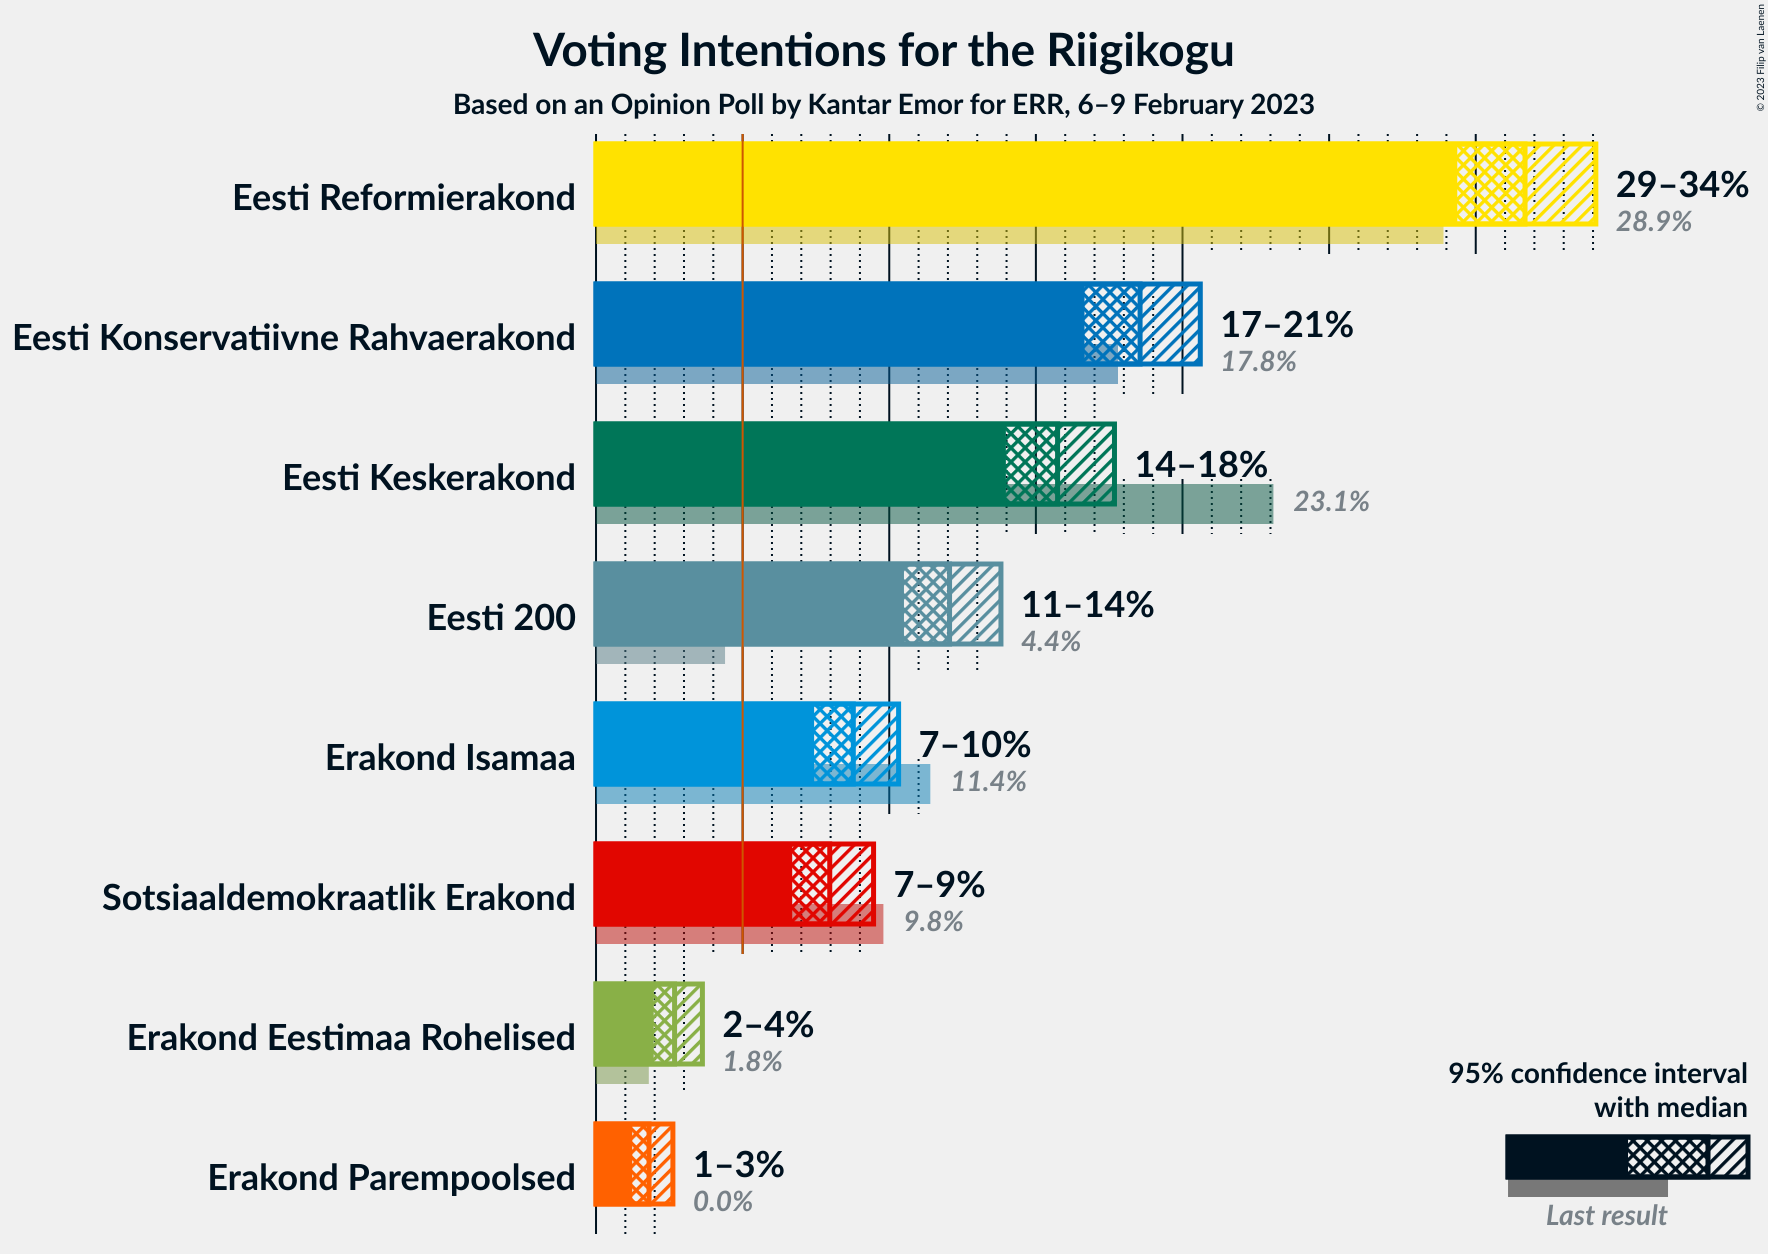 Voting Intentions for the Riigikogu
Based on an Opinion Poll by Kantar Emor for ERR, 6–9 February 2023
© 2023 Filip van Laenen
Eesti Reformierakond
29–34%
28.9%
Eesti Konservatiivne Rahvaerakond
17–21%
17.8%
Eesti Keskerakond
14–18%
23.1%
Eesti 200
11–14%
4.4%
Erakond Isamaa
7–10%
11.4%
Sotsiaaldemokraatlik Erakond
7–9%
9.8%
Erakond Eestimaa Rohelised
2–4%
1.8%
Erakond Parempoolsed
1–3%
0.0%
95% confidence interval
with median
Last result